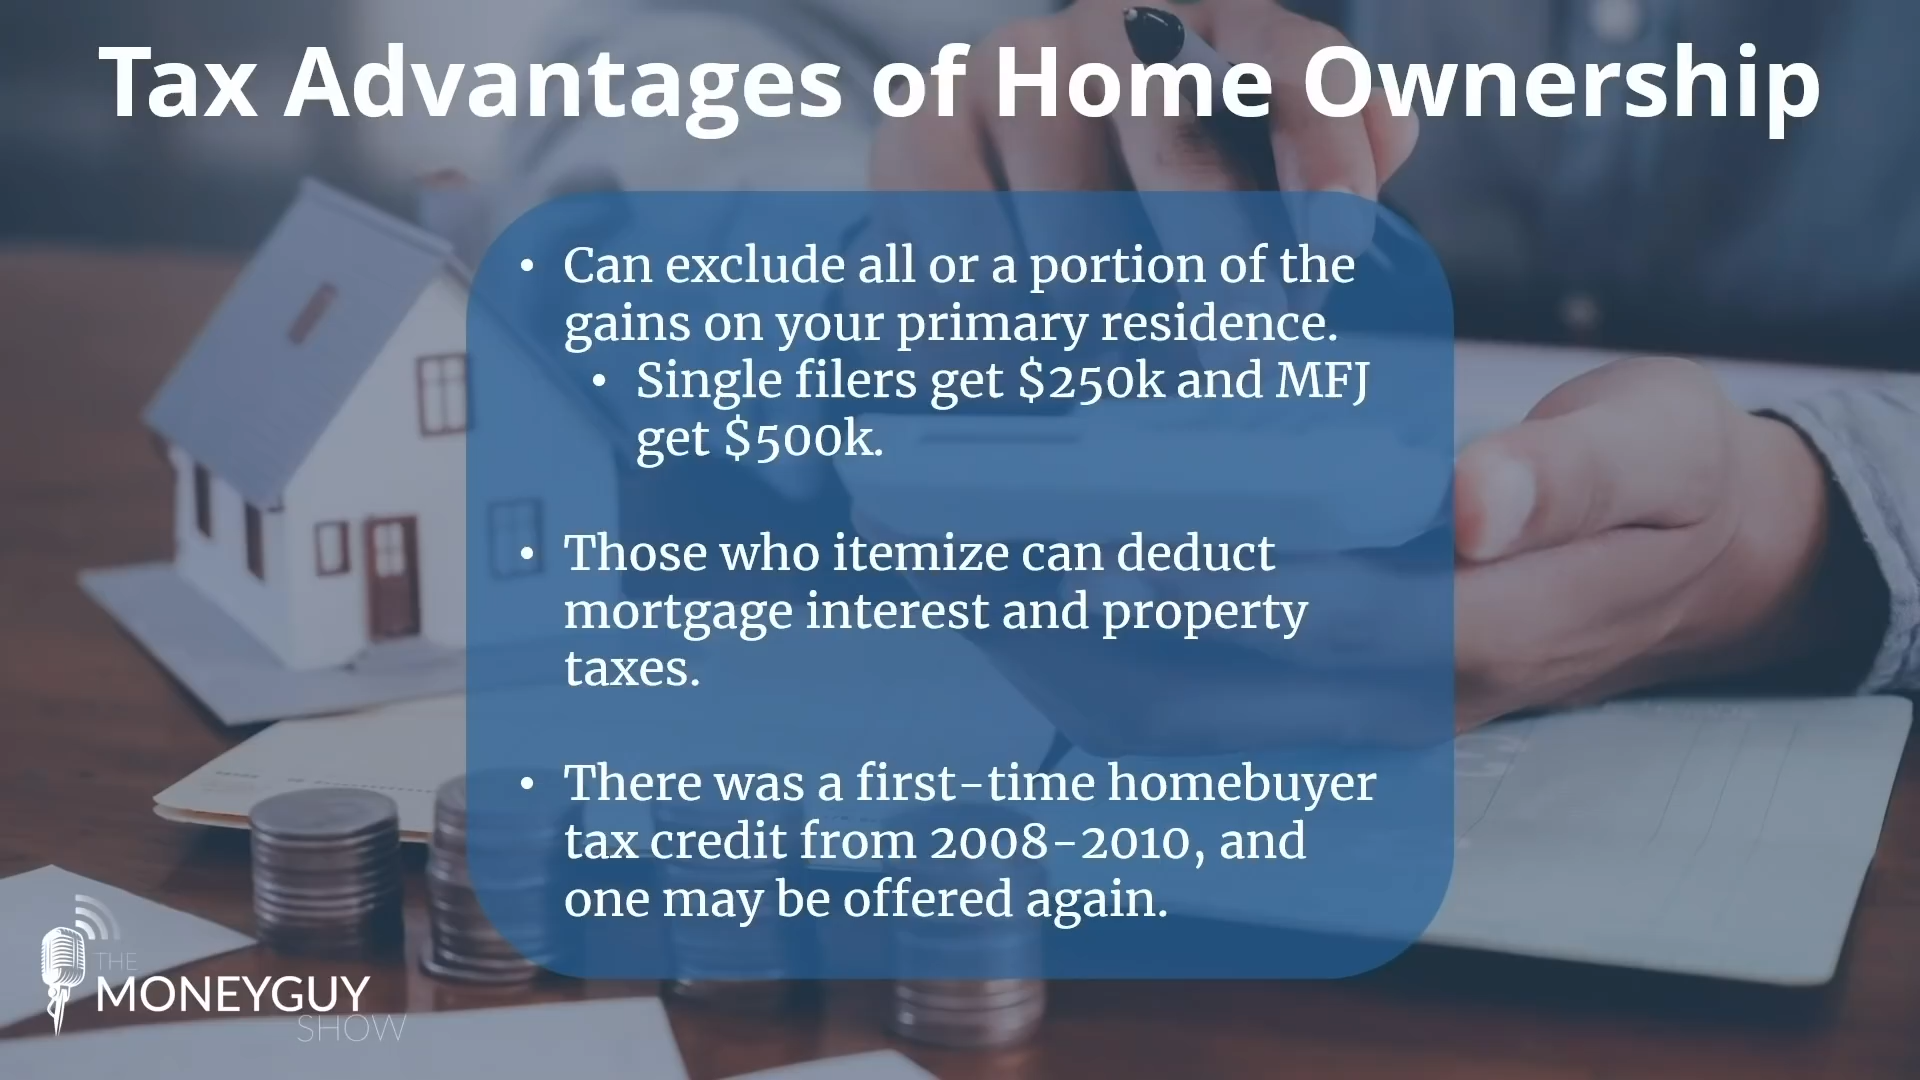 Tax Advantages of Home Ownership
• Can exclude all or a portion of the
gains on your primary residence.
• Single filers get $250k and MFJ
get $500k.
• Those who itemize can deduct
mortgage interest and property
taxes.
• There was a first-time homebuyer
tax credit from 2008-2010, and
one may be offered again.
THE
MONEYGUY
SHOW